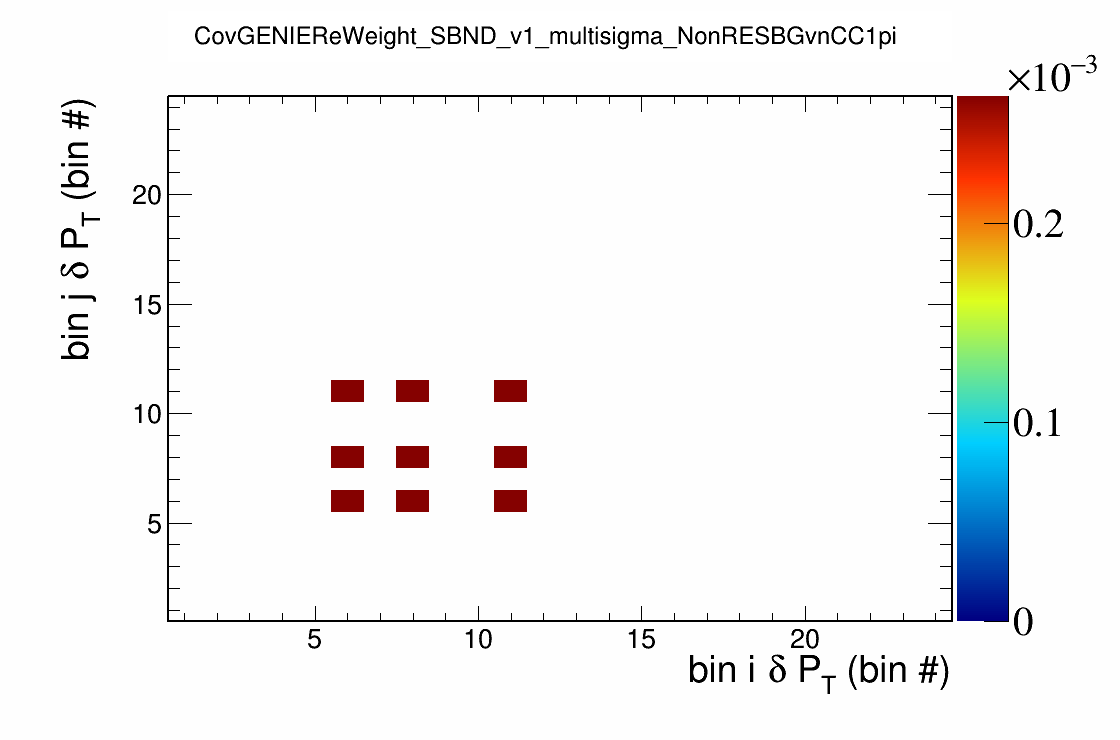 CovGENIEReWeight_SBND_v1_multisigma_NonRESBGvnCC1pi
×10⁻³
bin j δ P_T (bin #)
20
15
10
5
0.2
0.1
0
5 10 15 20
bin i δ P_T (bin #)